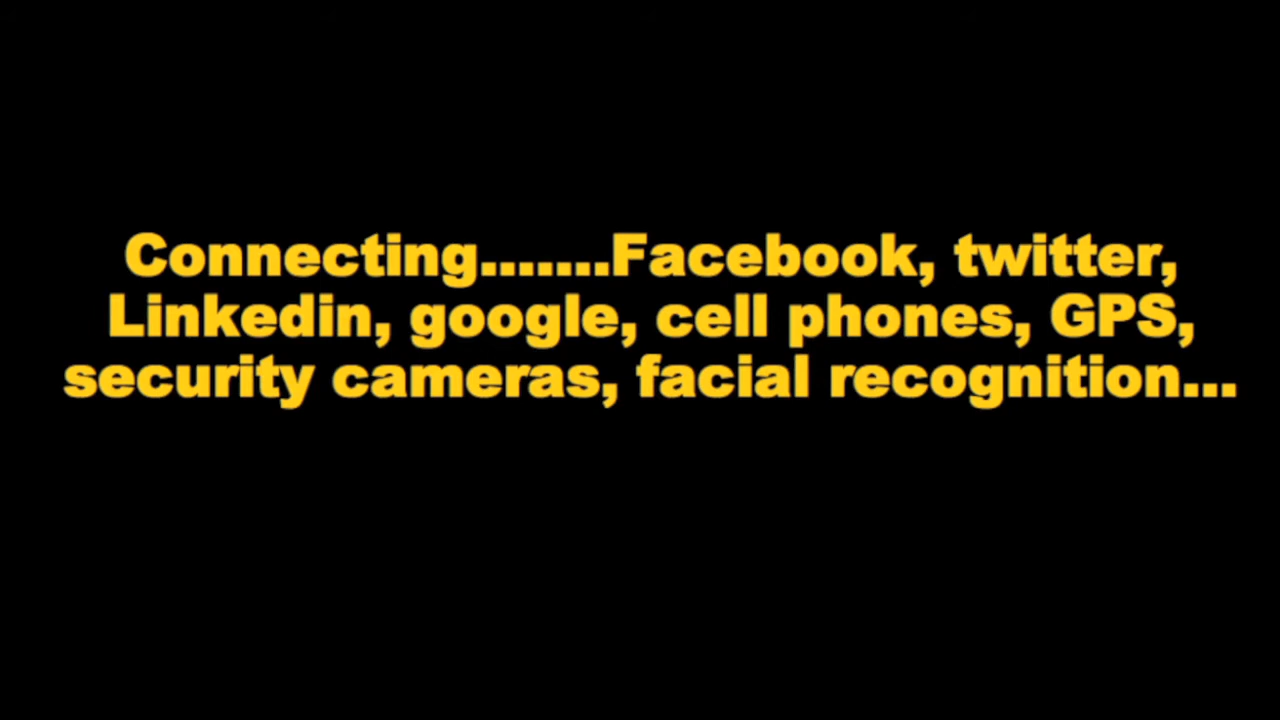 Connecting.......Facebook, twitter,
Linkedin, google, cell phones, GPS,
security cameras, facial recognition...